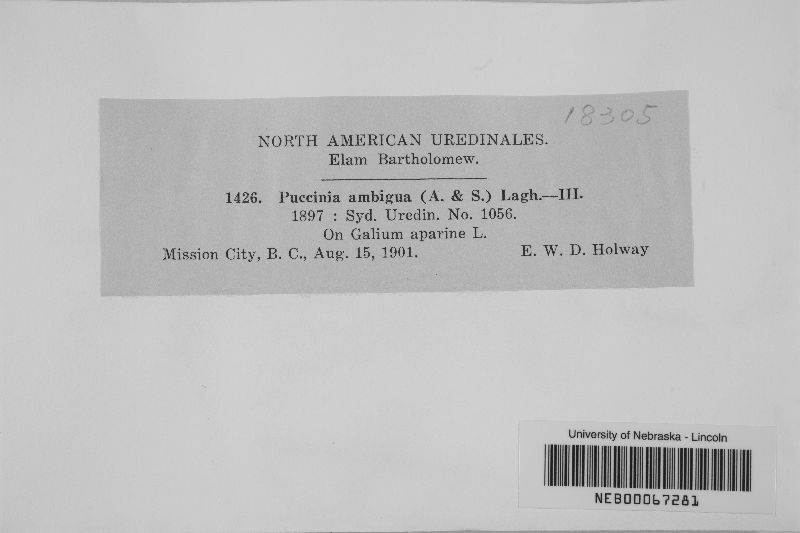 18305
NORTH AMERICAN UREDINALES.
Elam Bartholomew.
1426. Puccinia ambigua (A. & S.) Lagh.—III.
1897 : Syd. Uredin. No. 1056.
On Galium aparine L.
Mission City, B. C., Aug. 15, 1901. E. W. D. Holway
University of Nebraska - Lincoln
NEB00067281